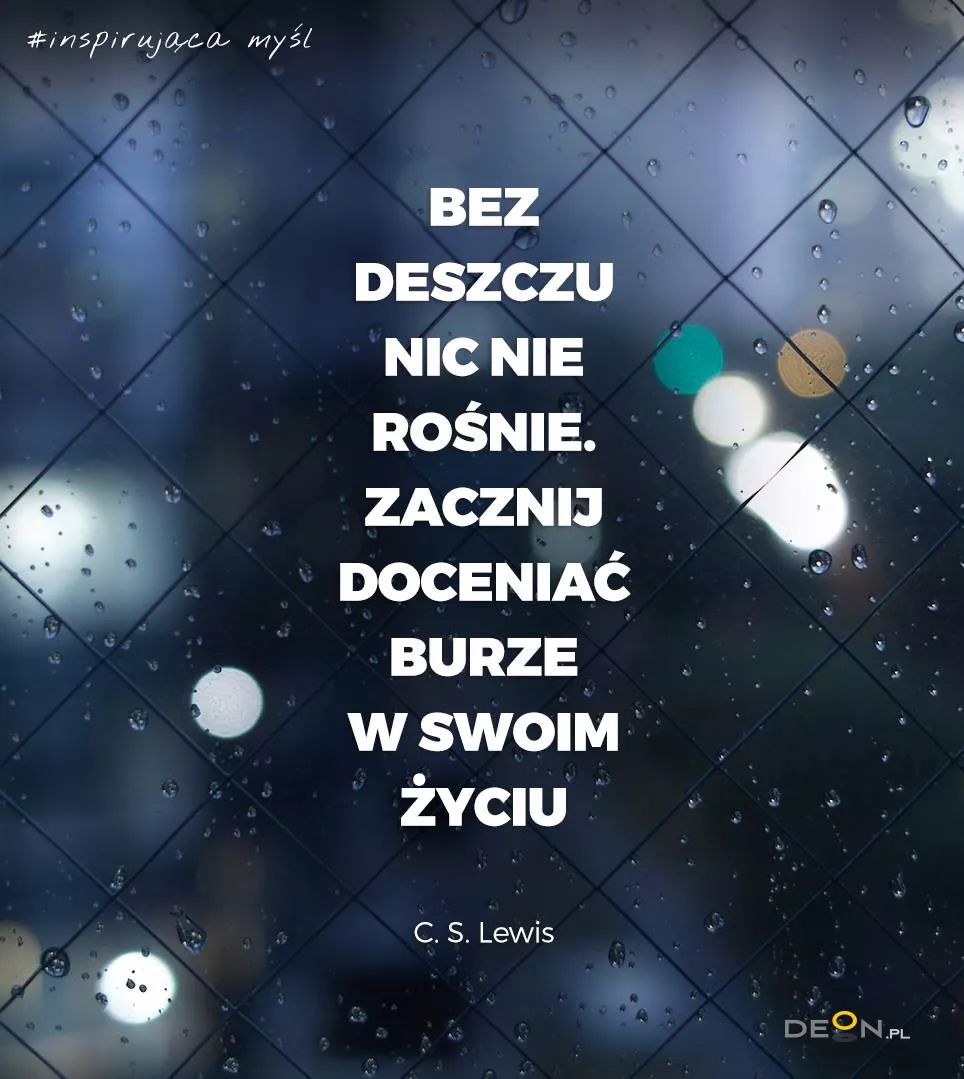 #inspirująca myśl
BEZ
DESZCZU
NIC NIE
ROŚNIE.
ZACZNIJ
DOCENIAĆ
BURZE
W SWOIM
ŻYCIU
C. S. Lewis
DEON.PL